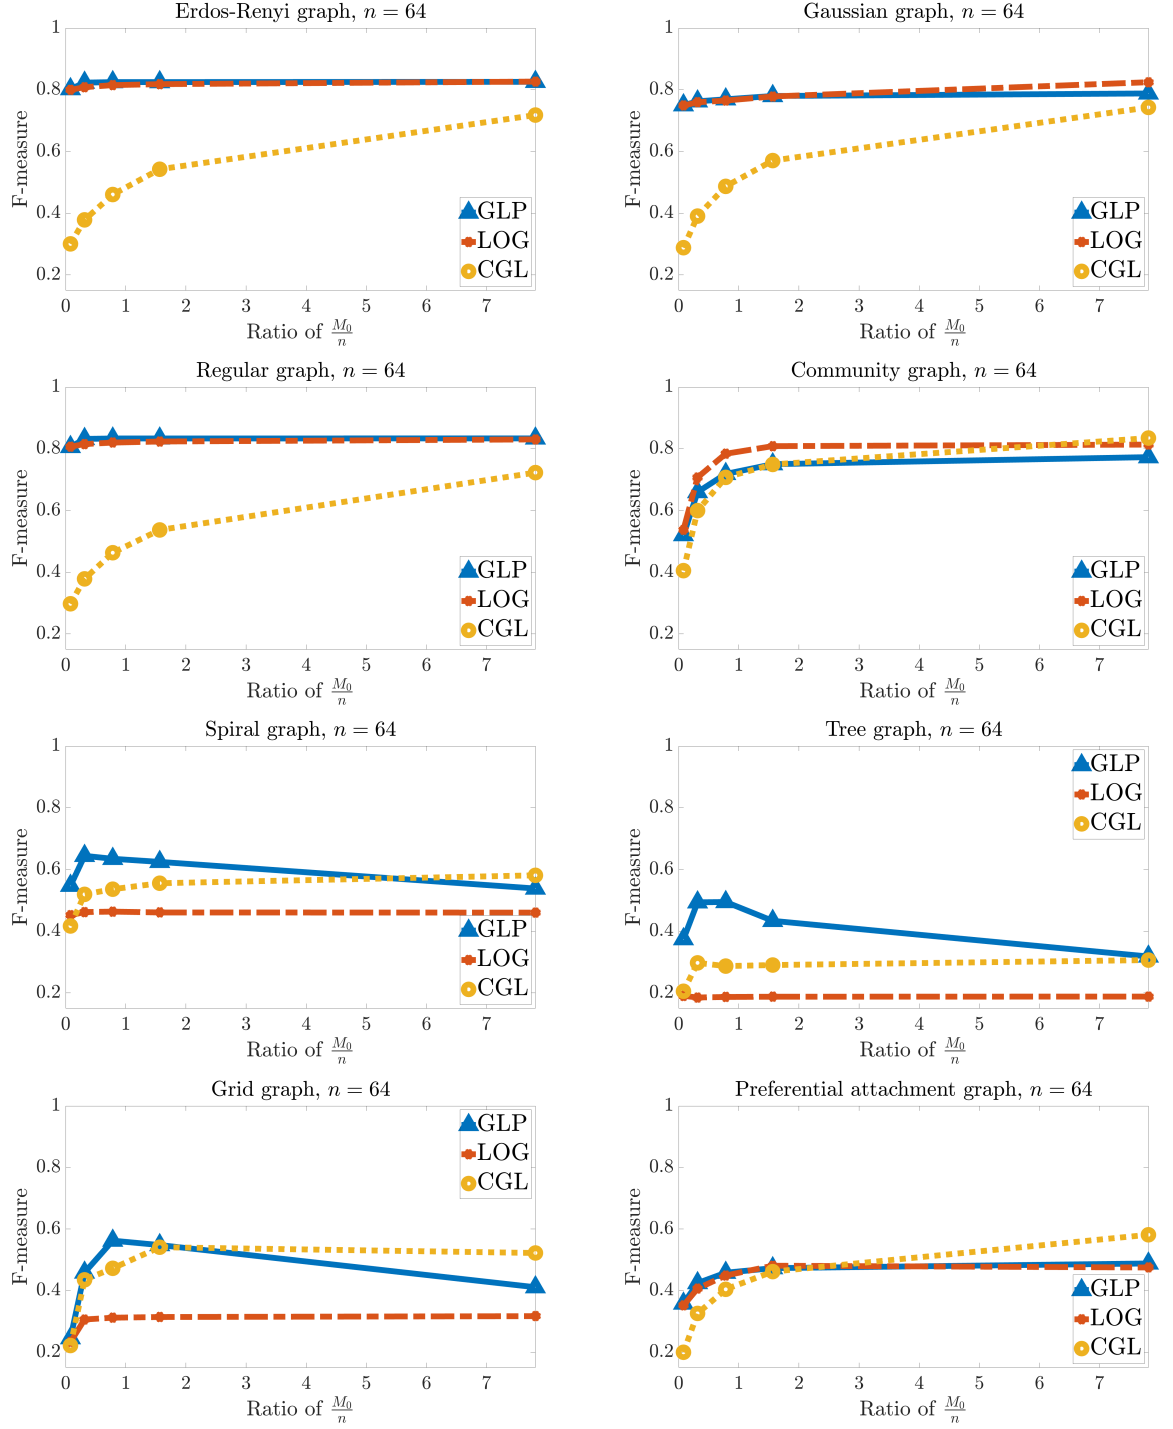 Erdos-Renyi graph, n = 64
1
0.8
0.6
0.4
0.2
F-measure
GLP
LOG
CGL
0 1 2 3 4 5 6 7
Ratio of M₀/n
Gaussian graph, n = 64
1
0.8
0.6
0.4
0.2
F-measure
GLP
LOG
CGL
0 1 2 3 4 5 6 7
Ratio of M₀/n
Regular graph, n = 64
1
0.8
0.6
0.4
0.2
F-measure
GLP
LOG
CGL
0 1 2 3 4 5 6 7
Ratio of M₀/n
Community graph, n = 64
1
0.8
0.6
0.4
0.2
F-measure
GLP
LOG
CGL
0 1 2 3 4 5 6 7
Ratio of M₀/n
Spiral graph, n = 64
1
0.8
0.6
0.4
0.2
F-measure
GLP
LOG
CGL
0 1 2 3 4 5 6 7
Ratio of M₀/n
Tree graph, n = 64
1
0.8
0.6
0.4
0.2
F-measure
GLP
LOG
CGL
0 1 2 3 4 5 6 7
Ratio of M₀/n
Grid graph, n = 64
1
0.8
0.6
0.4
0.2
F-measure
GLP
LOG
CGL
0 1 2 3 4 5 6 7
Ratio of M₀/n
Preferential attachment graph, n = 64
1
0.8
0.6
0.4
0.2
F-measure
GLP
LOG
CGL
0 1 2 3 4 5 6 7
Ratio of M₀/n